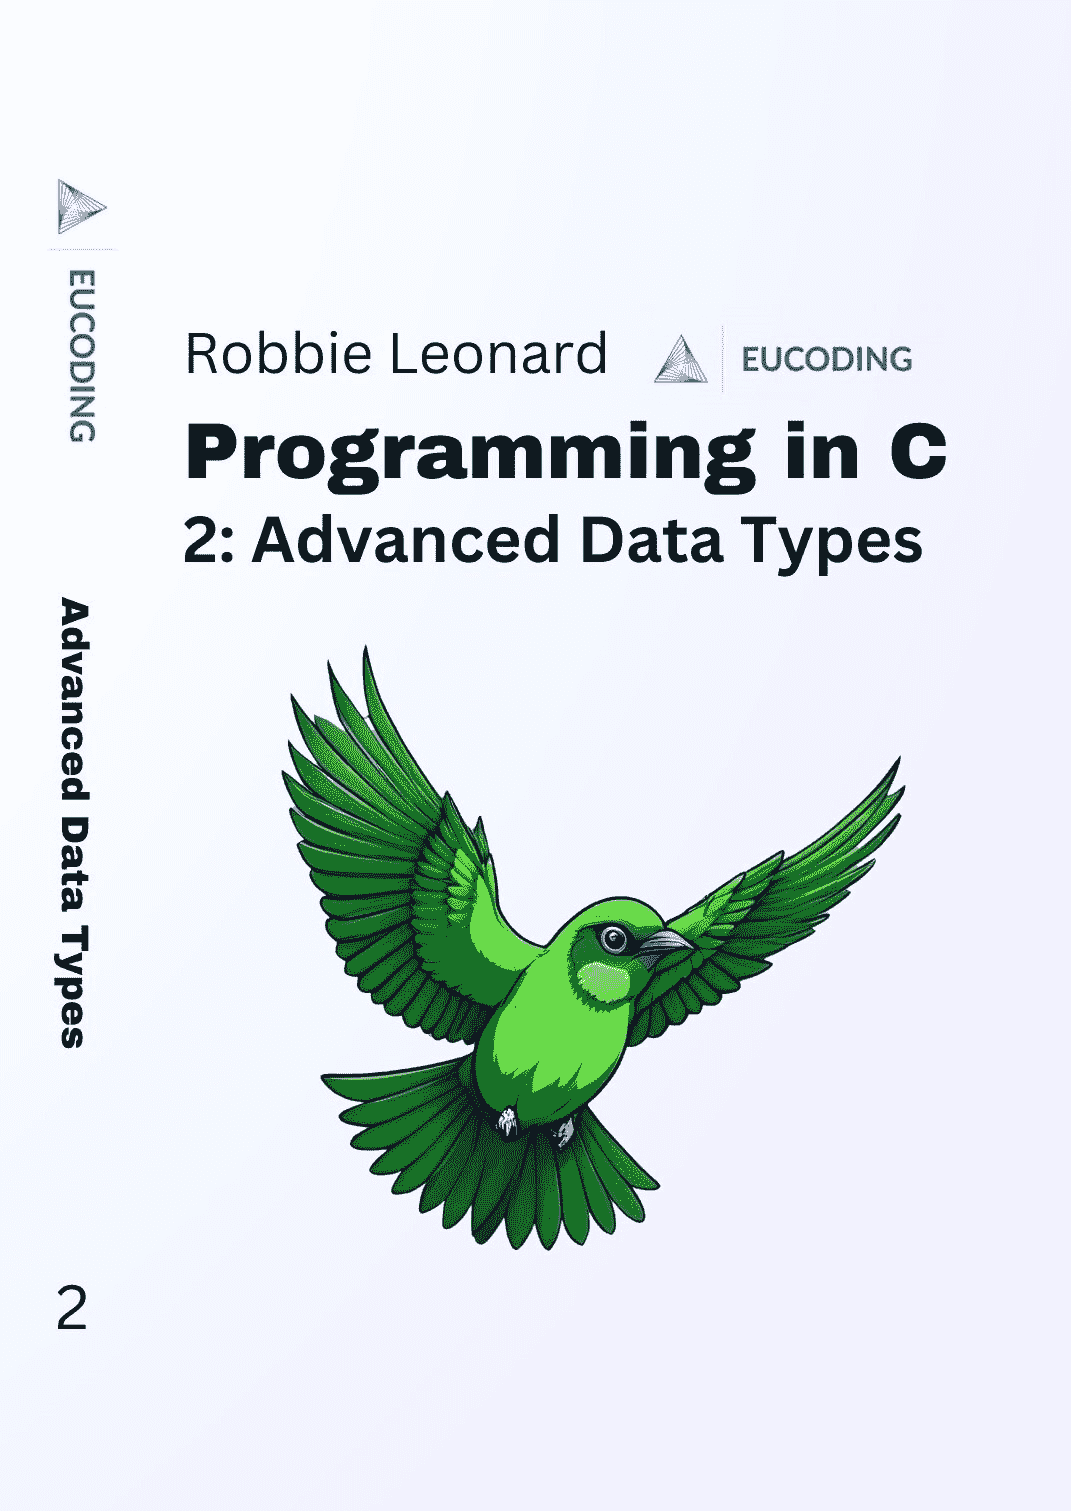 EUCODING
Advanced Data Types
2
Robbie Leonard
EUCODING
Programming in C
2: Advanced Data Types